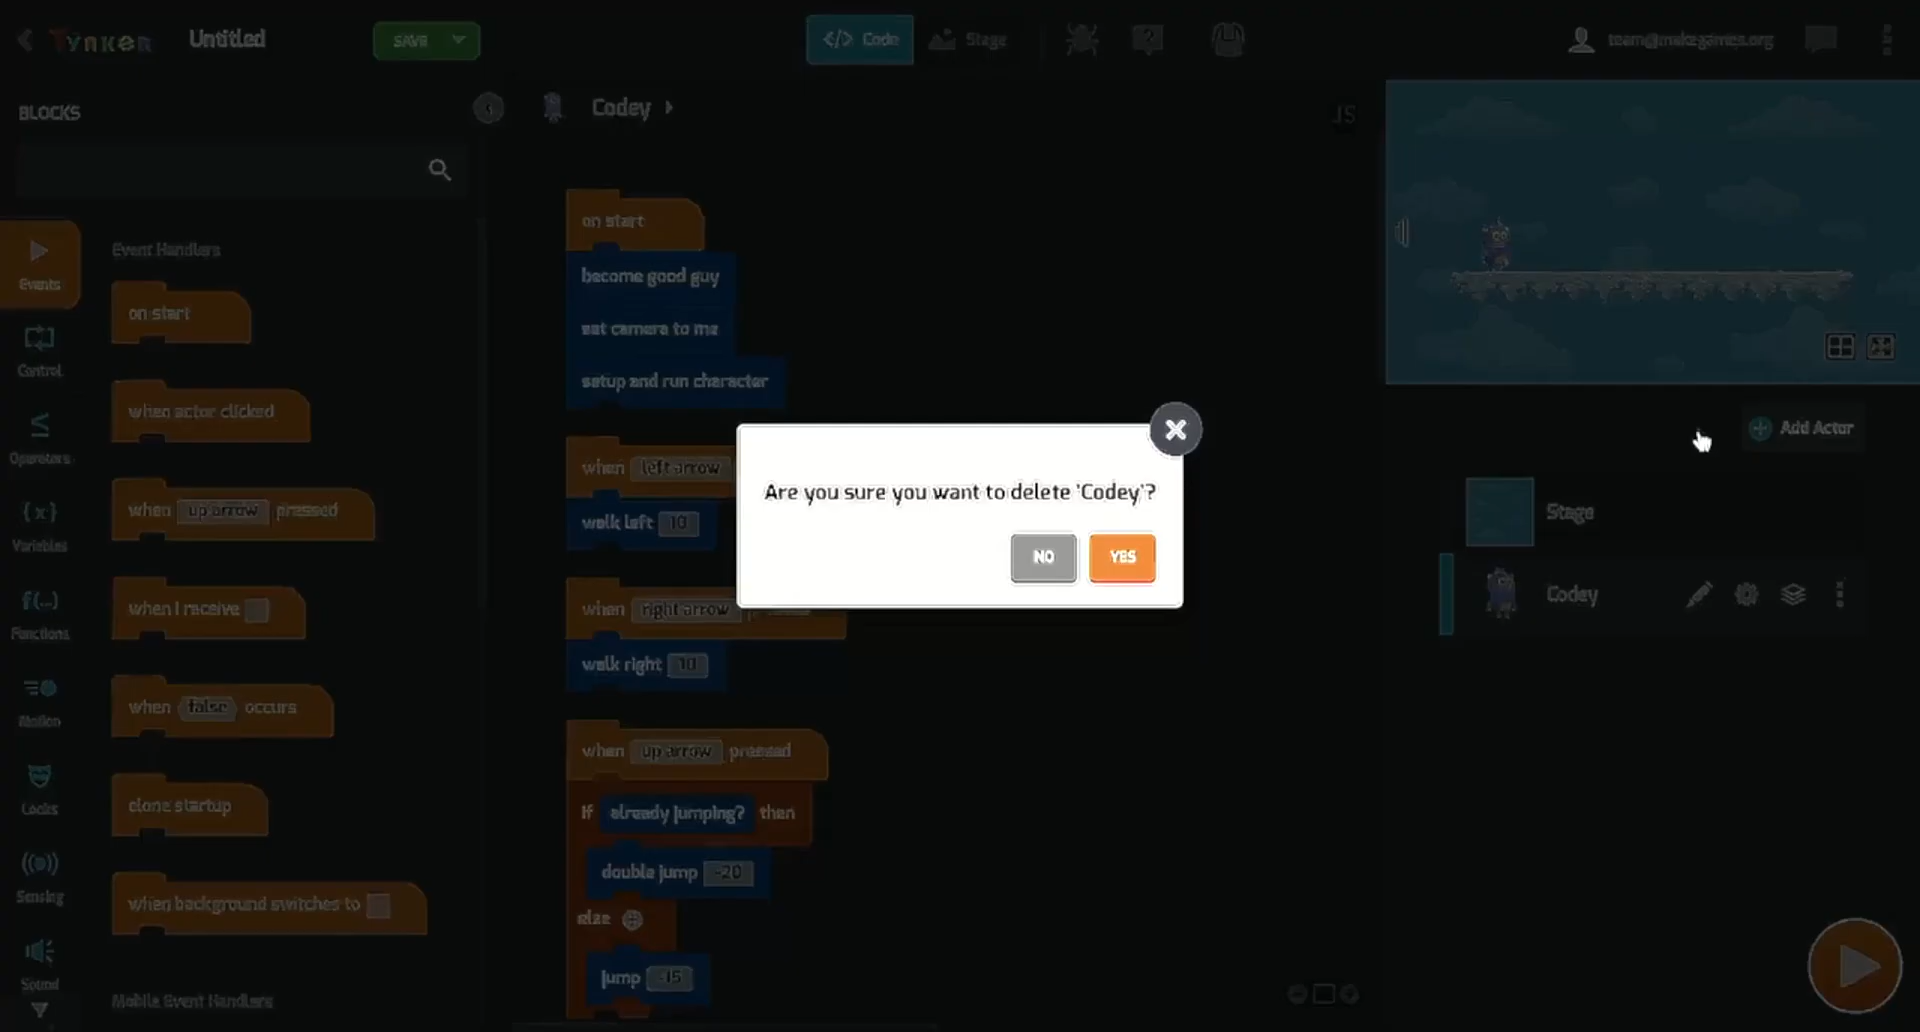 Tynker
Untitled
SAVE
</> Code
Stage
?
team@makegames.org
BLOCKS
Codey
JS
Events
Control
Operators
{x}
Variables
f(...)
Functions
Motion
Looks
Sensing
Sound
Event Handlers
on start
when actor clicked
when up arrow pressed
when I receive
when false occurs
clone startup
when background switches to
Mobile Event Handlers
on start
become good guy
set camera to me
setup and run character
when left arrow
walk left 10
when right arrow
walk right 10
when up arrow pressed
if already jumping? then
double jump -20
else
jump -15
Are you sure you want to delete 'Codey'?
NO
YES
Add Actor
Stage
Codey